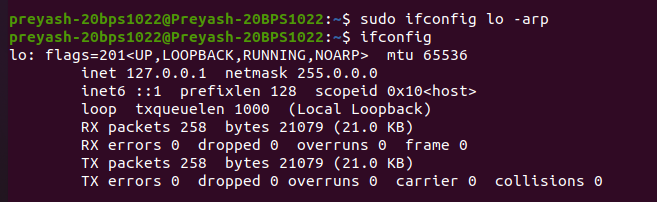 preyash-20bps1022@Preyash-20BPS1022:~$ sudo ifconfig lo -arp
preyash-20bps1022@Preyash-20BPS1022:~$ ifconfig
lo: flags=201<UP,LOOPBACK,RUNNING,NOARP>  mtu 65536
        inet 127.0.0.1  netmask 255.0.0.0
        inet6 ::1  prefixlen 128  scopeid 0x10<host>
        loop  txqueuelen 1000  (Local Loopback)
        RX packets 258  bytes 21079 (21.0 KB)
        RX errors 0  dropped 0  overruns 0  frame 0
        TX packets 258  bytes 21079 (21.0 KB)
        TX errors 0  dropped 0 overruns 0  carrier 0  collisions 0